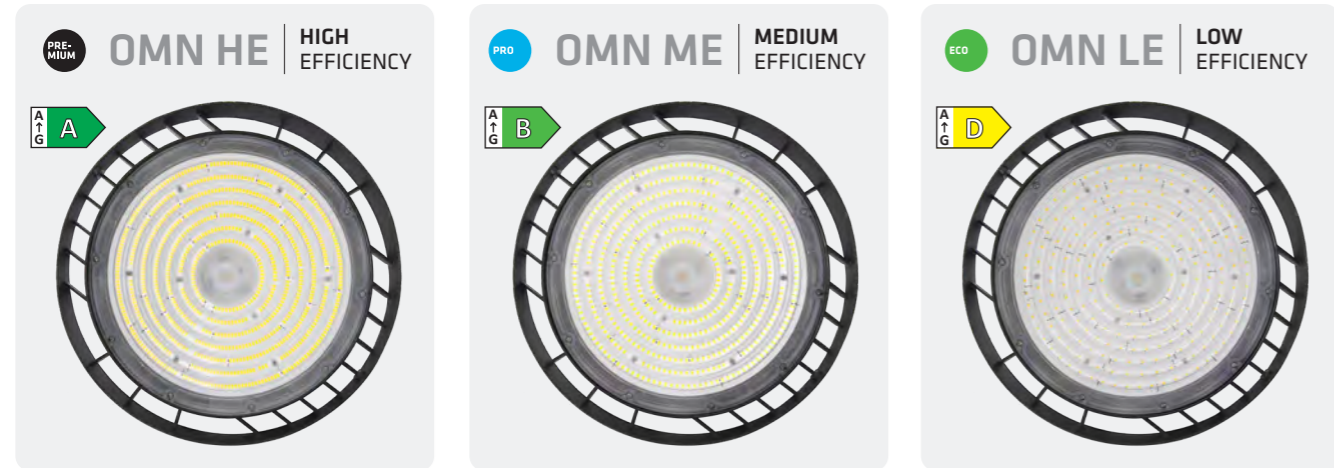 PRE-
MIUM
OMN HE
HIGH
EFFICIENCY
A
↑
G
A
PRO
OMN ME
MEDIUM
EFFICIENCY
A
↑
G
B
ECO
OMN LE
LOW
EFFICIENCY
A
↑
G
D